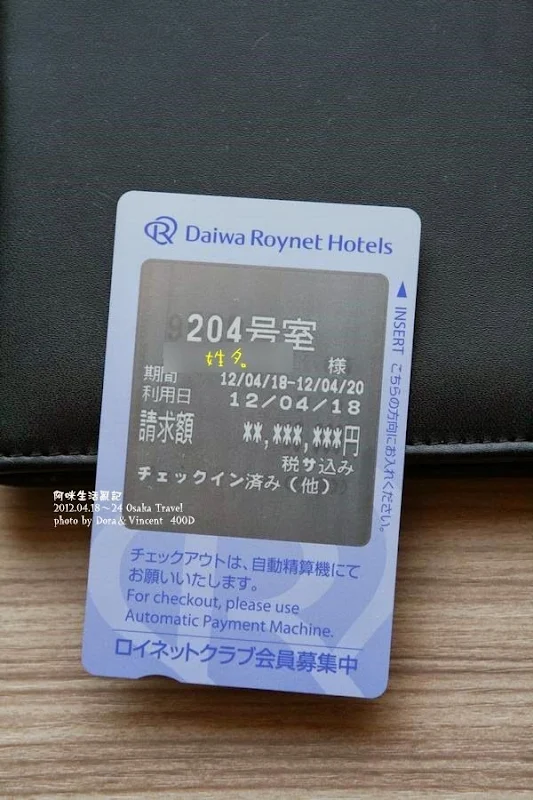 Daiwa Roynet Hotels
204号室
姓名
様
期間 12/04/18-12/04/20
利用日 12/04/18
請求額 **,***,***円
税サ込み
チェックイン済み(他)
▲ INSERT こちらの方向にお入れください。
阿咪生活厭記
2012.04.18~24 Osaka Travel
photo by Dora & Vincent 400D
チェックアウトは、自動精算機にて
お願いいたします。
For checkout, please use
Automatic Payment Machine.
ロイネットクラブ会員募集中